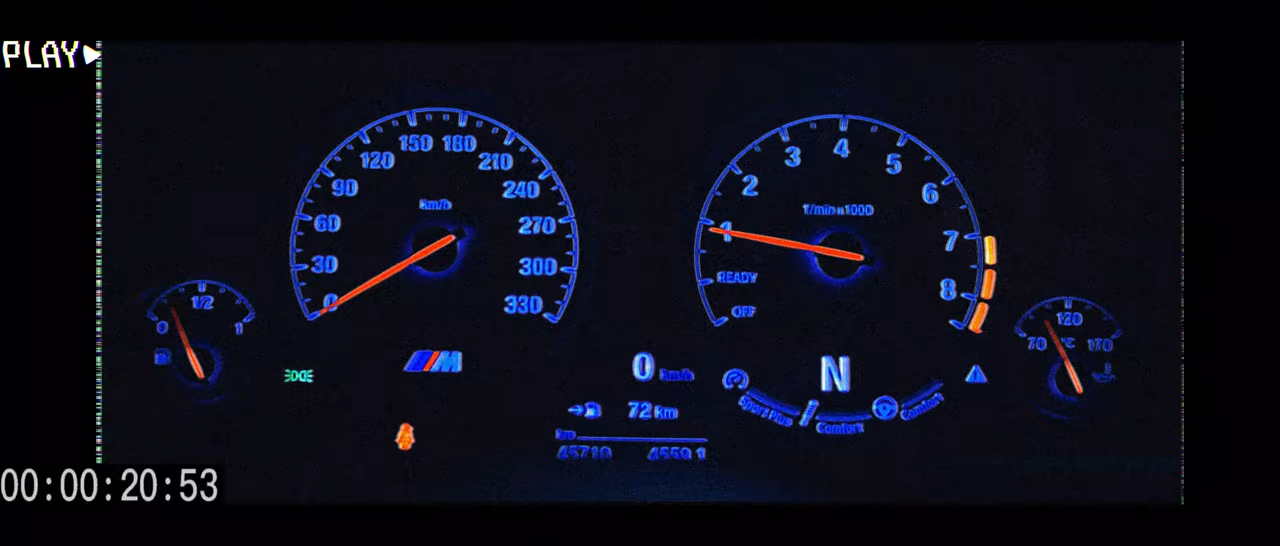 PLAY
150 180
120 210
90 240
60 270
30 300
0 330
km/h
3 4 5
2 6
1 7
8
1/min x1000
READY
OFF
0 1/2 1
70 120 170
°C
M
0 km/h
72 km
km
45710 4559 1
N
Sport Plus
Comfort
Comfort
00:00:20:53